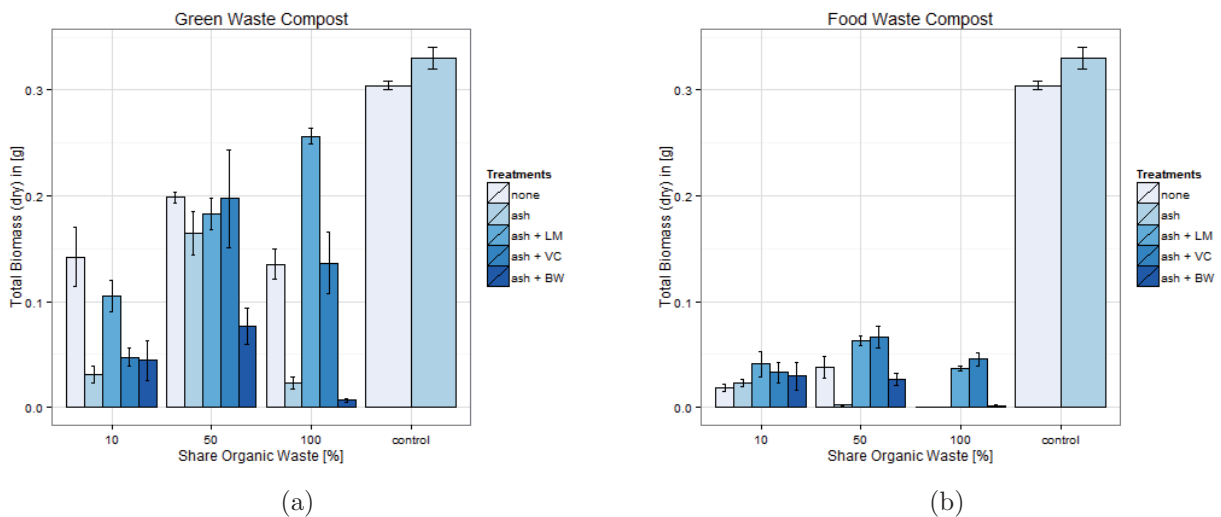 Green Waste Compost
Total Biomass (dry) in [g]
0.3
0.2
0.1
0.0
10 50 100 control
Share Organic Waste [%]
Treatments
none
ash
ash + LM
ash + VC
ash + BW
(a)
Food Waste Compost
Total Biomass (dry) in [g]
0.3
0.2
0.1
0.0
10 50 100 control
Share Organic Waste [%]
Treatments
none
ash
ash + LM
ash + VC
ash + BW
(b)